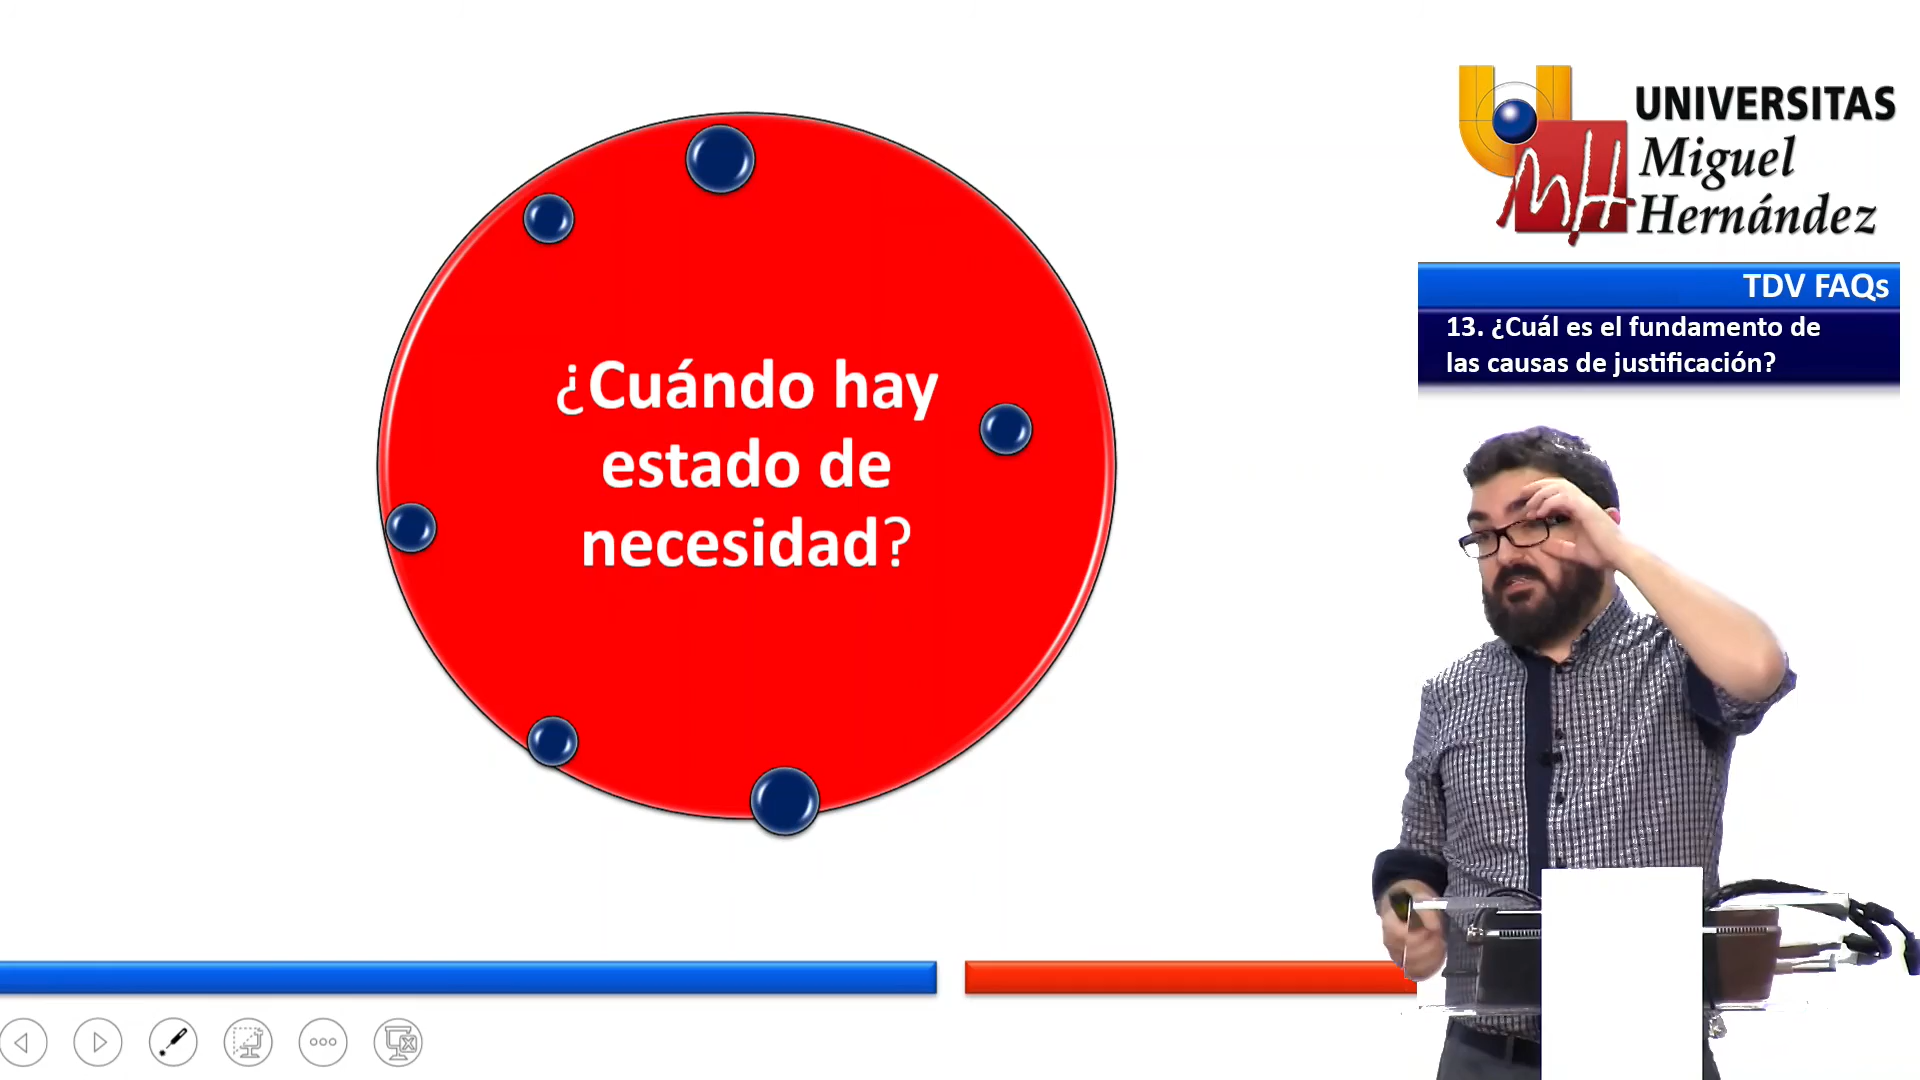 ¿Cuándo hay
estado de
necesidad?
UNIVERSITAS
Miguel
Hernández
TDV FAQs
13. ¿Cuál es el fundamento de
las causas de justificación?